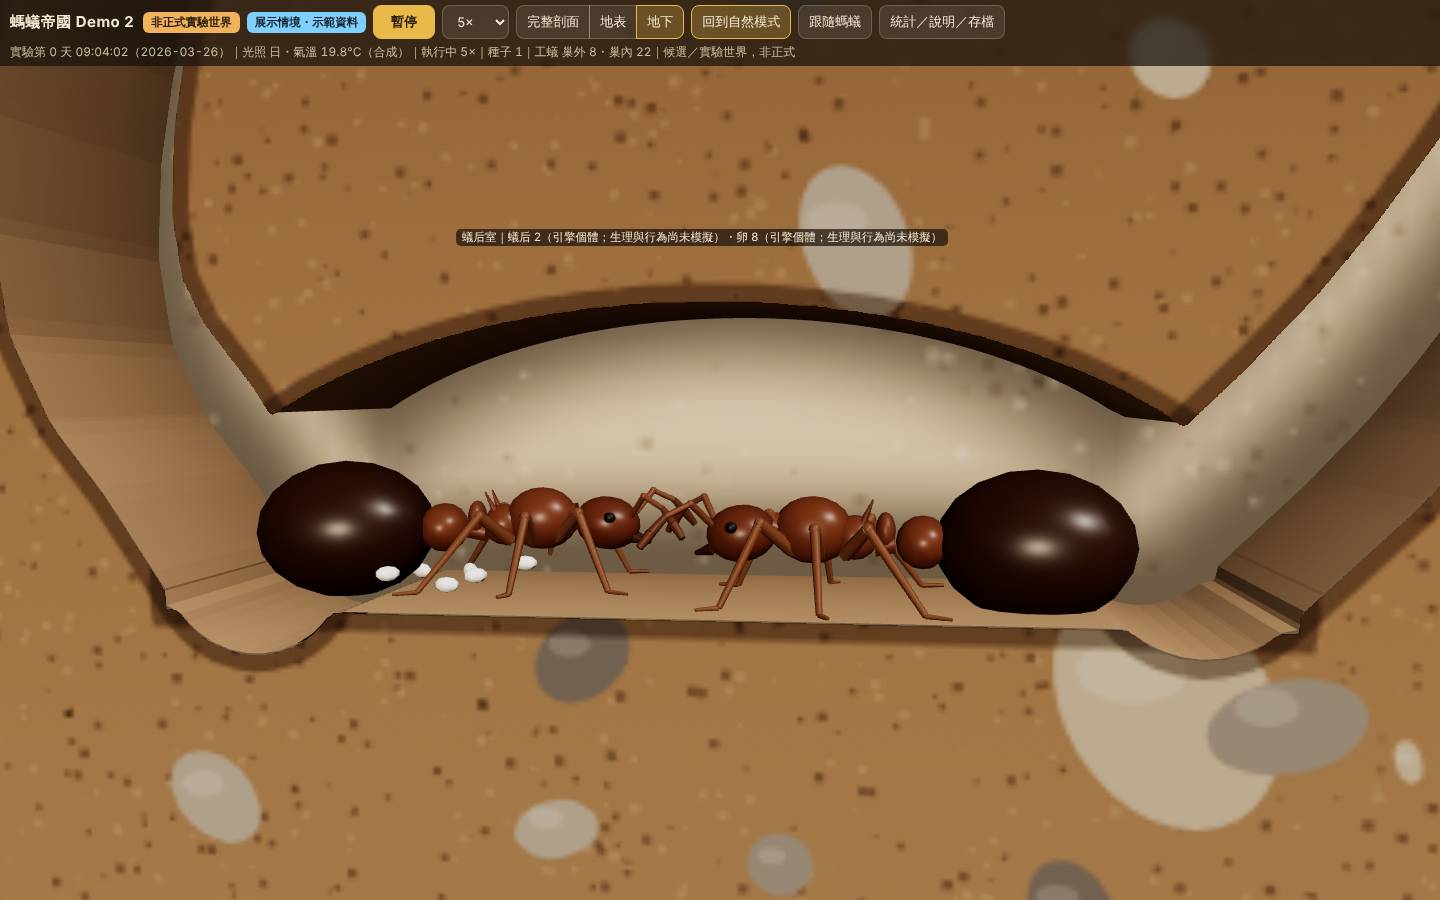 螞蟻帝國 Demo 2 非正式實驗世界 展示情境・示範資料 暫停 5× 完整剖面 地表 地下 回到自然模式 跟隨螞蟻 統計／說明／存檔
實驗第 0 天 09:04:02（2026-03-26）｜光照 日・氣溫 19.8°C（合成）｜執行中 5×｜種子 1｜工蟻 巢外 8・巢內 22｜候選／實驗世界，非正式
蟻后室｜蟻后 2（引擎個體；生理與行為尚未模擬）・卵 8（引擎個體；生理與行為尚未模擬）